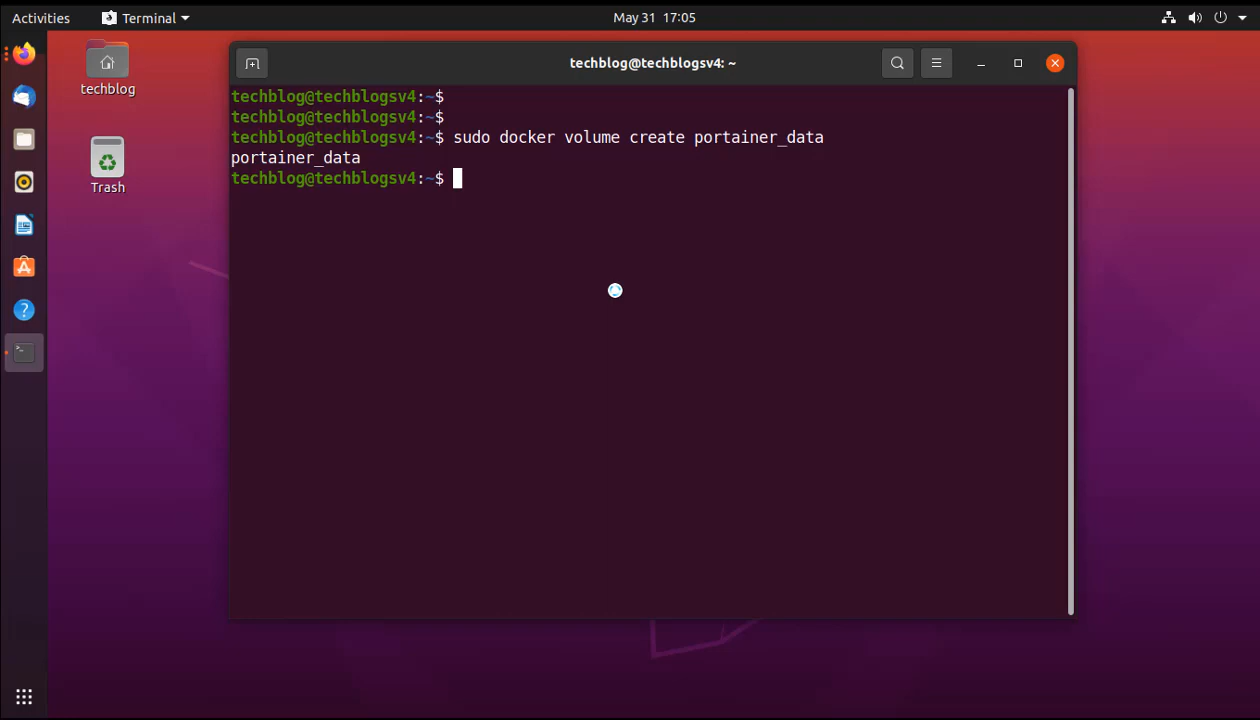 Activities Terminal May 31 17:05
techblog@techblogsv4: ~
techblog
Trash
techblog@techblogsv4:~$
techblog@techblogsv4:~$
techblog@techblogsv4:~$ sudo docker volume create portainer_data
portainer_data
techblog@techblogsv4:~$